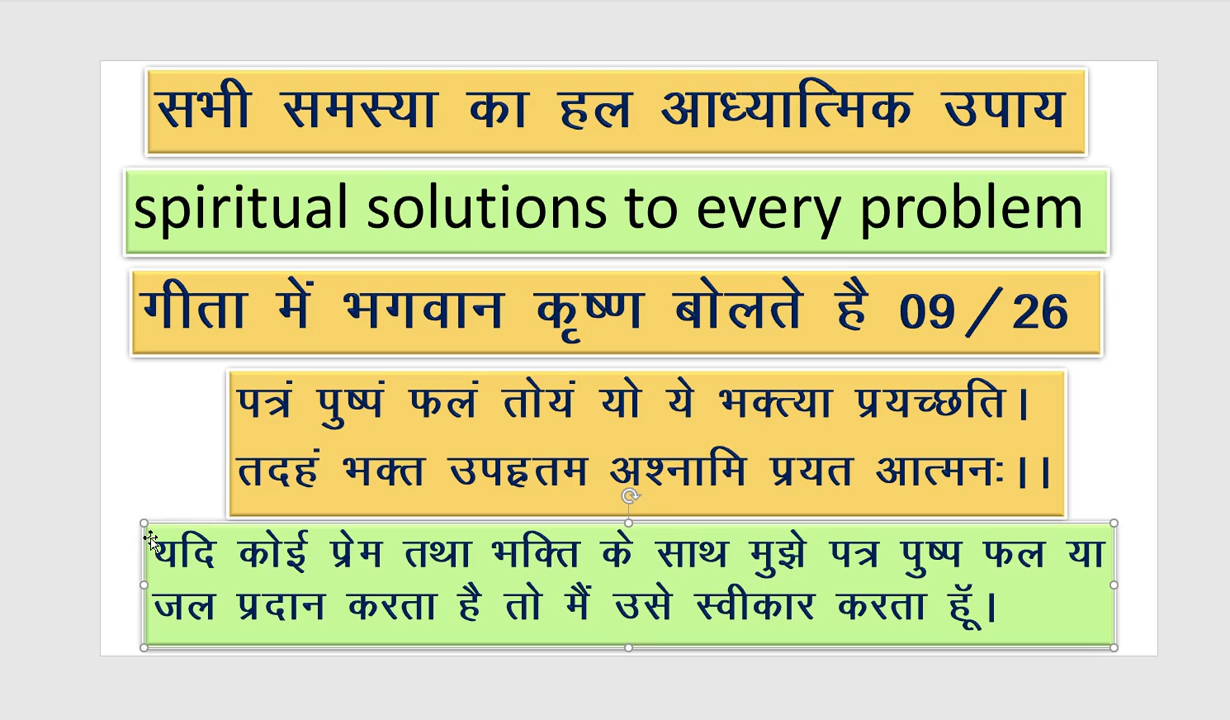 सभी समस्या का हल आध्यात्मिक उपाय
spiritual solutions to every problem
गीता में भगवान कृष्ण बोलते है 09/26
पत्रं पुष्पं फलं तोयं यो ये भक्त्या प्रयच्छति।
तदहं भक्त उपहृतम अश्नामि प्रयत आत्मनः।।
यदि कोई प्रेम तथा भक्ति के साथ मुझे पत्र पुष्प फल या
जल प्रदान करता है तो मैं उसे स्वीकार करता हूॅं।